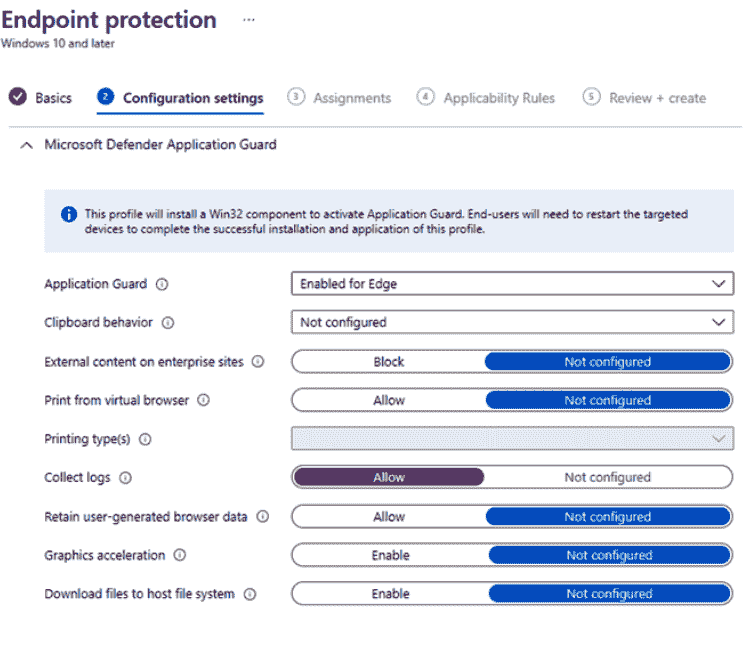 Endpoint protection ...
Windows 10 and later
Basics 2 Configuration settings 3 Assignments 4 Applicability Rules 5 Review + create
Microsoft Defender Application Guard
This profile will install a Win32 component to activate Application Guard. End-users will need to restart the targeted
devices to complete the successful installation and application of this profile.
Application Guard Enabled for Edge
Clipboard behavior Not configured
External content on enterprise sites Block Not configured
Print from virtual browser Allow Not configured
Printing type(s)
Collect logs Allow Not configured
Retain user-generated browser data Allow Not configured
Graphics acceleration Enable Not configured
Download files to host file system Enable Not configured